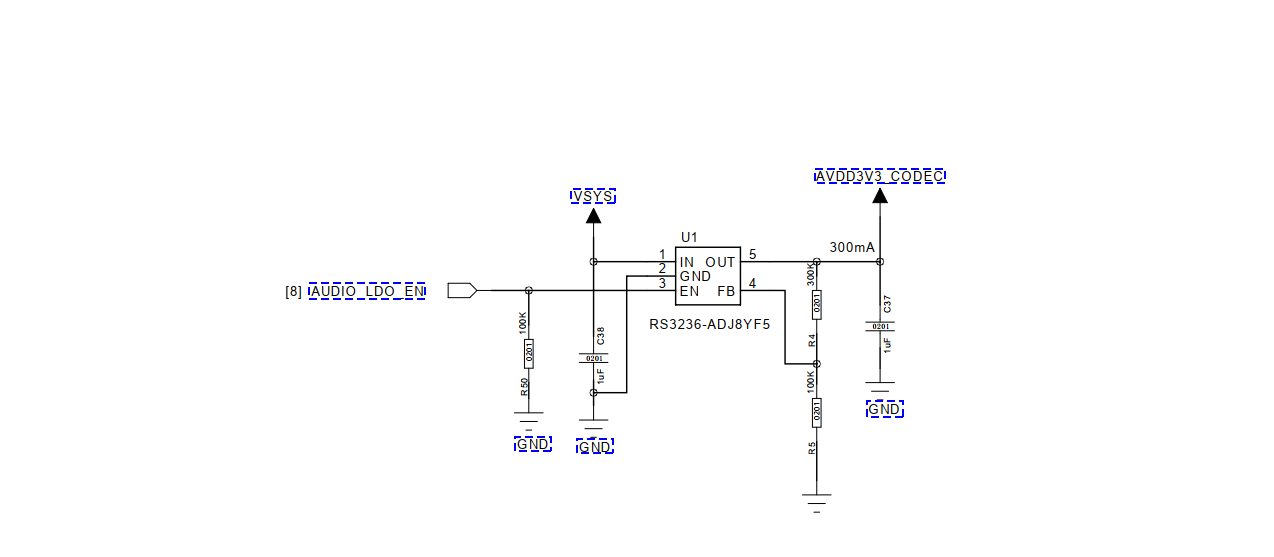 AVDD3V3_CODEC
VSYS
U1
300mA
1 IN OUT 5
2 GND
3 EN FB 4
RS3236-ADJ8YF5
[8] AUDIO_LDO_EN
100K
0201
R50
GND
C38
0201
1uF
GND
300K
0201
R4
100K
0201
R5
C37
0201
1uF
GND